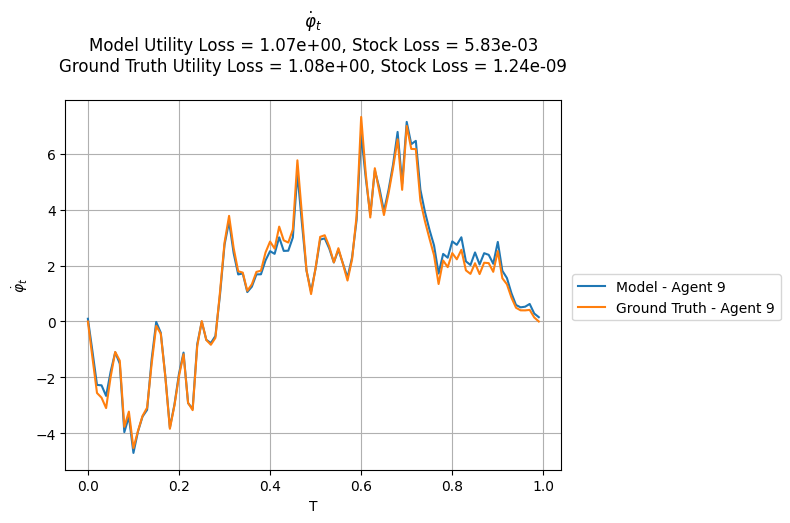 φ̇ₜ
Model Utility Loss = 1.07e+00, Stock Loss = 5.83e-03
Ground Truth Utility Loss = 1.08e+00, Stock Loss = 1.24e-09
φ̇ₜ
6
4
2
0
−2
−4
0.0 0.2 0.4 0.6 0.8 1.0
T
Model - Agent 9
Ground Truth - Agent 9